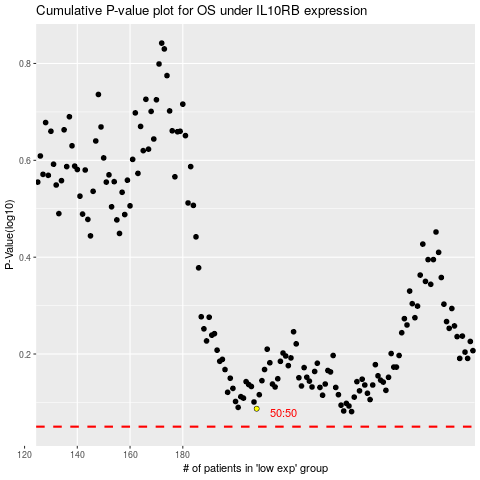 Cumulative P-value plot for OS under IL10RB expression
P-Value(log10)
0.8
0.6
0.4
0.2
50:50
120 140 160 180
# of patients in 'low exp' group